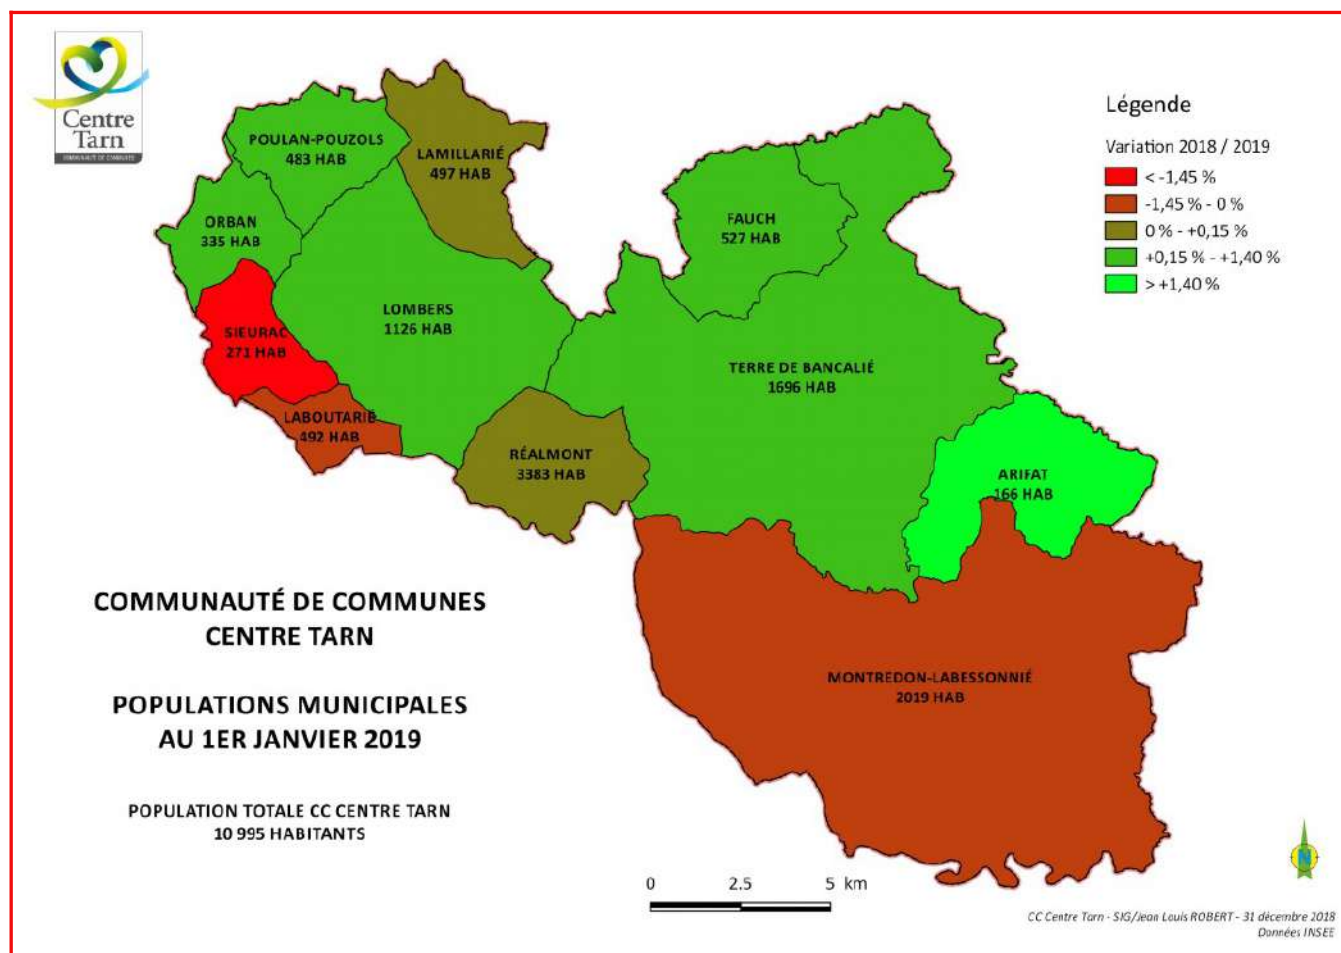 Centre
Tarn
COMMUNAUTÉ DE COMMUNES
POULAN-POUZOLS
483 HAB
LAMILLARIÉ
497 HAB
ORBAN
335 HAB
FAUCH
527 HAB
LOMBERS
1126 HAB
SIEURAC
271 HAB
TERRE DE BANCALIÉ
1696 HAB
LABOUTARIÉ
492 HAB
RÉALMONT
3383 HAB
ARIFAT
166 HAB
MONTREDON-LABESSONNIÉ
2019 HAB
Légende
Variation 2018 / 2019
< -1,45 %
-1,45 % - 0 %
0 % - +0,15 %
+0,15 % - +1,40 %
> +1,40 %
COMMUNAUTÉ DE COMMUNES
CENTRE TARN
POPULATIONS MUNICIPALES
AU 1ER JANVIER 2019
POPULATION TOTALE CC CENTRE TARN
10 995 HABITANTS
0 2.5 5 km
N
CC Centre Tarn - SIG/Jean Louis ROBERT - 31 décembre 2018
Données INSEE